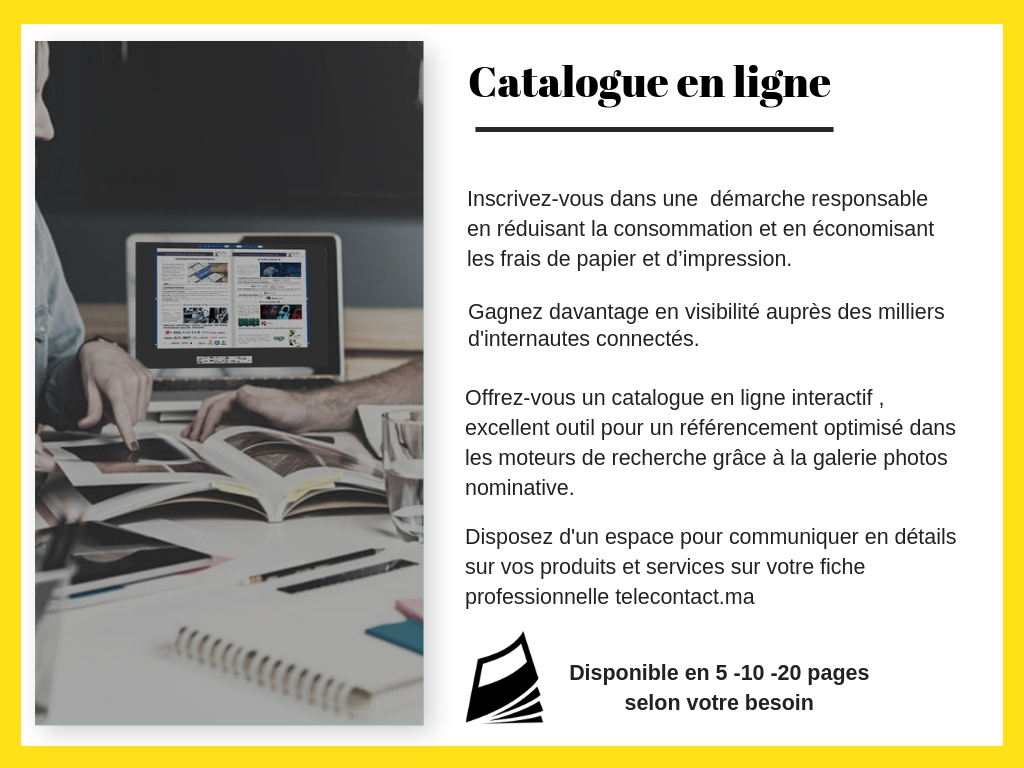 Catalogue en ligne
Inscrivez-vous dans une  démarche responsable
en réduisant la consommation et en économisant
les frais de papier et d’impression.
Gagnez davantage en visibilité auprès des milliers
d'internautes connectés.
Offrez-vous un catalogue en ligne interactif ,
excellent outil pour un référencement optimisé dans
les moteurs de recherche grâce à la galerie photos
nominative.
Disposez d'un espace pour communiquer en détails
sur vos produits et services sur votre fiche
professionnelle telecontact.ma
Disponible en 5 -10 -20 pages
selon votre besoin